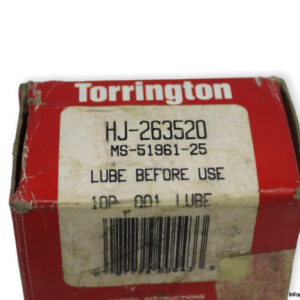 Torrington
HJ-263520
MS-51961-25
LUBE BEFORE USE
10P 001 LUBE